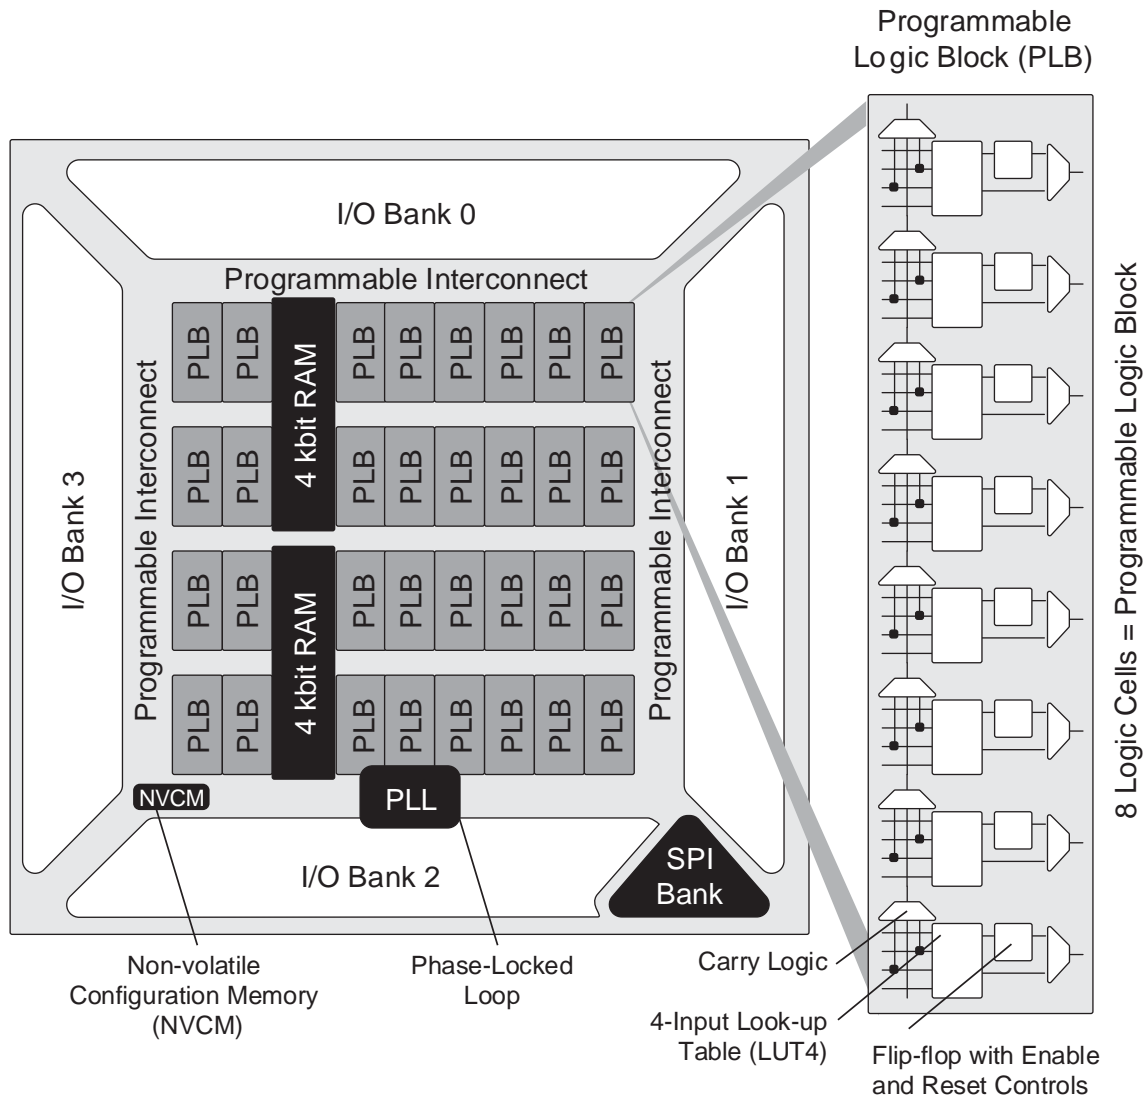 Programmable
Logic Block (PLB)
I/O Bank 0
Programmable Interconnect
PLB PLB PLB PLB PLB PLB PLB PLB
4 kbit RAM
PLB PLB PLB PLB PLB PLB PLB PLB
PLB PLB PLB PLB PLB PLB PLB PLB
4 kbit RAM
PLB PLB PLB PLB PLB PLB PLB PLB
I/O Bank 3
Programmable Interconnect
Programmable Interconnect
I/O Bank 1
8 Logic Cells = Programmable Logic Block
NVCM
PLL
I/O Bank 2
SPI
Bank
Non-volatile
Configuration Memory
(NVCM)
Phase-Locked
Loop
Carry Logic
4-Input Look-up
Table (LUT4)
Flip-flop with Enable
and Reset Controls